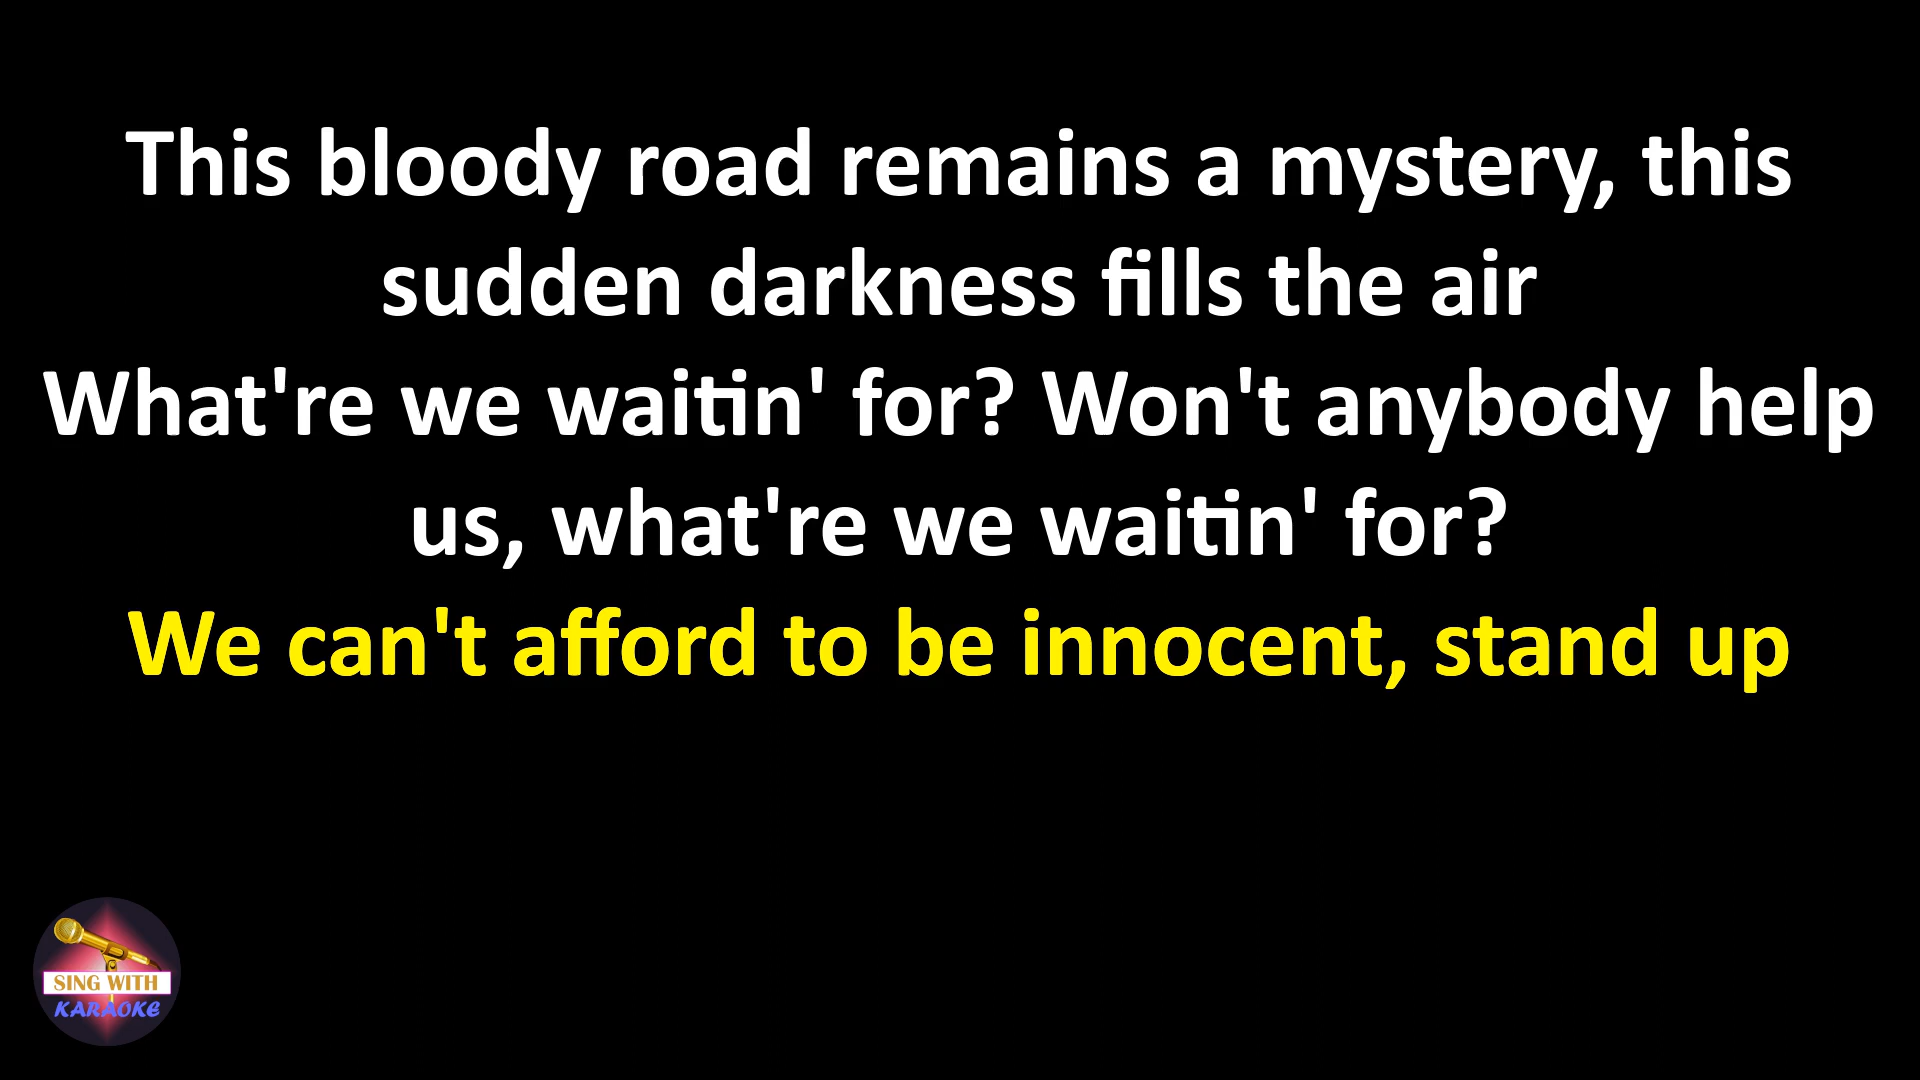 This bloody road remains a mystery, this
sudden darkness fills the air
What're we waitin' for? Won't anybody help
us, what're we waitin' for?
We can't afford to be innocent, stand up
SING WITH
KARAOKE